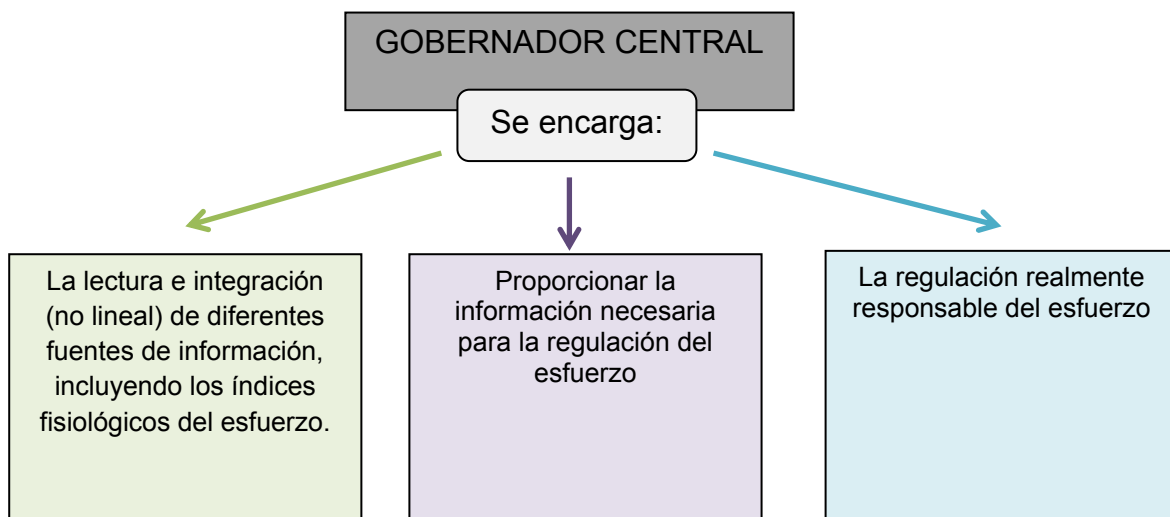 GOBERNADOR CENTRAL
Se encarga:
La lectura e integración
(no lineal) de diferentes
fuentes de información,
incluyendo los índices
fisiológicos del esfuerzo.
Proporcionar la
información necesaria
para la regulación del
esfuerzo
La regulación realmente
responsable del esfuerzo